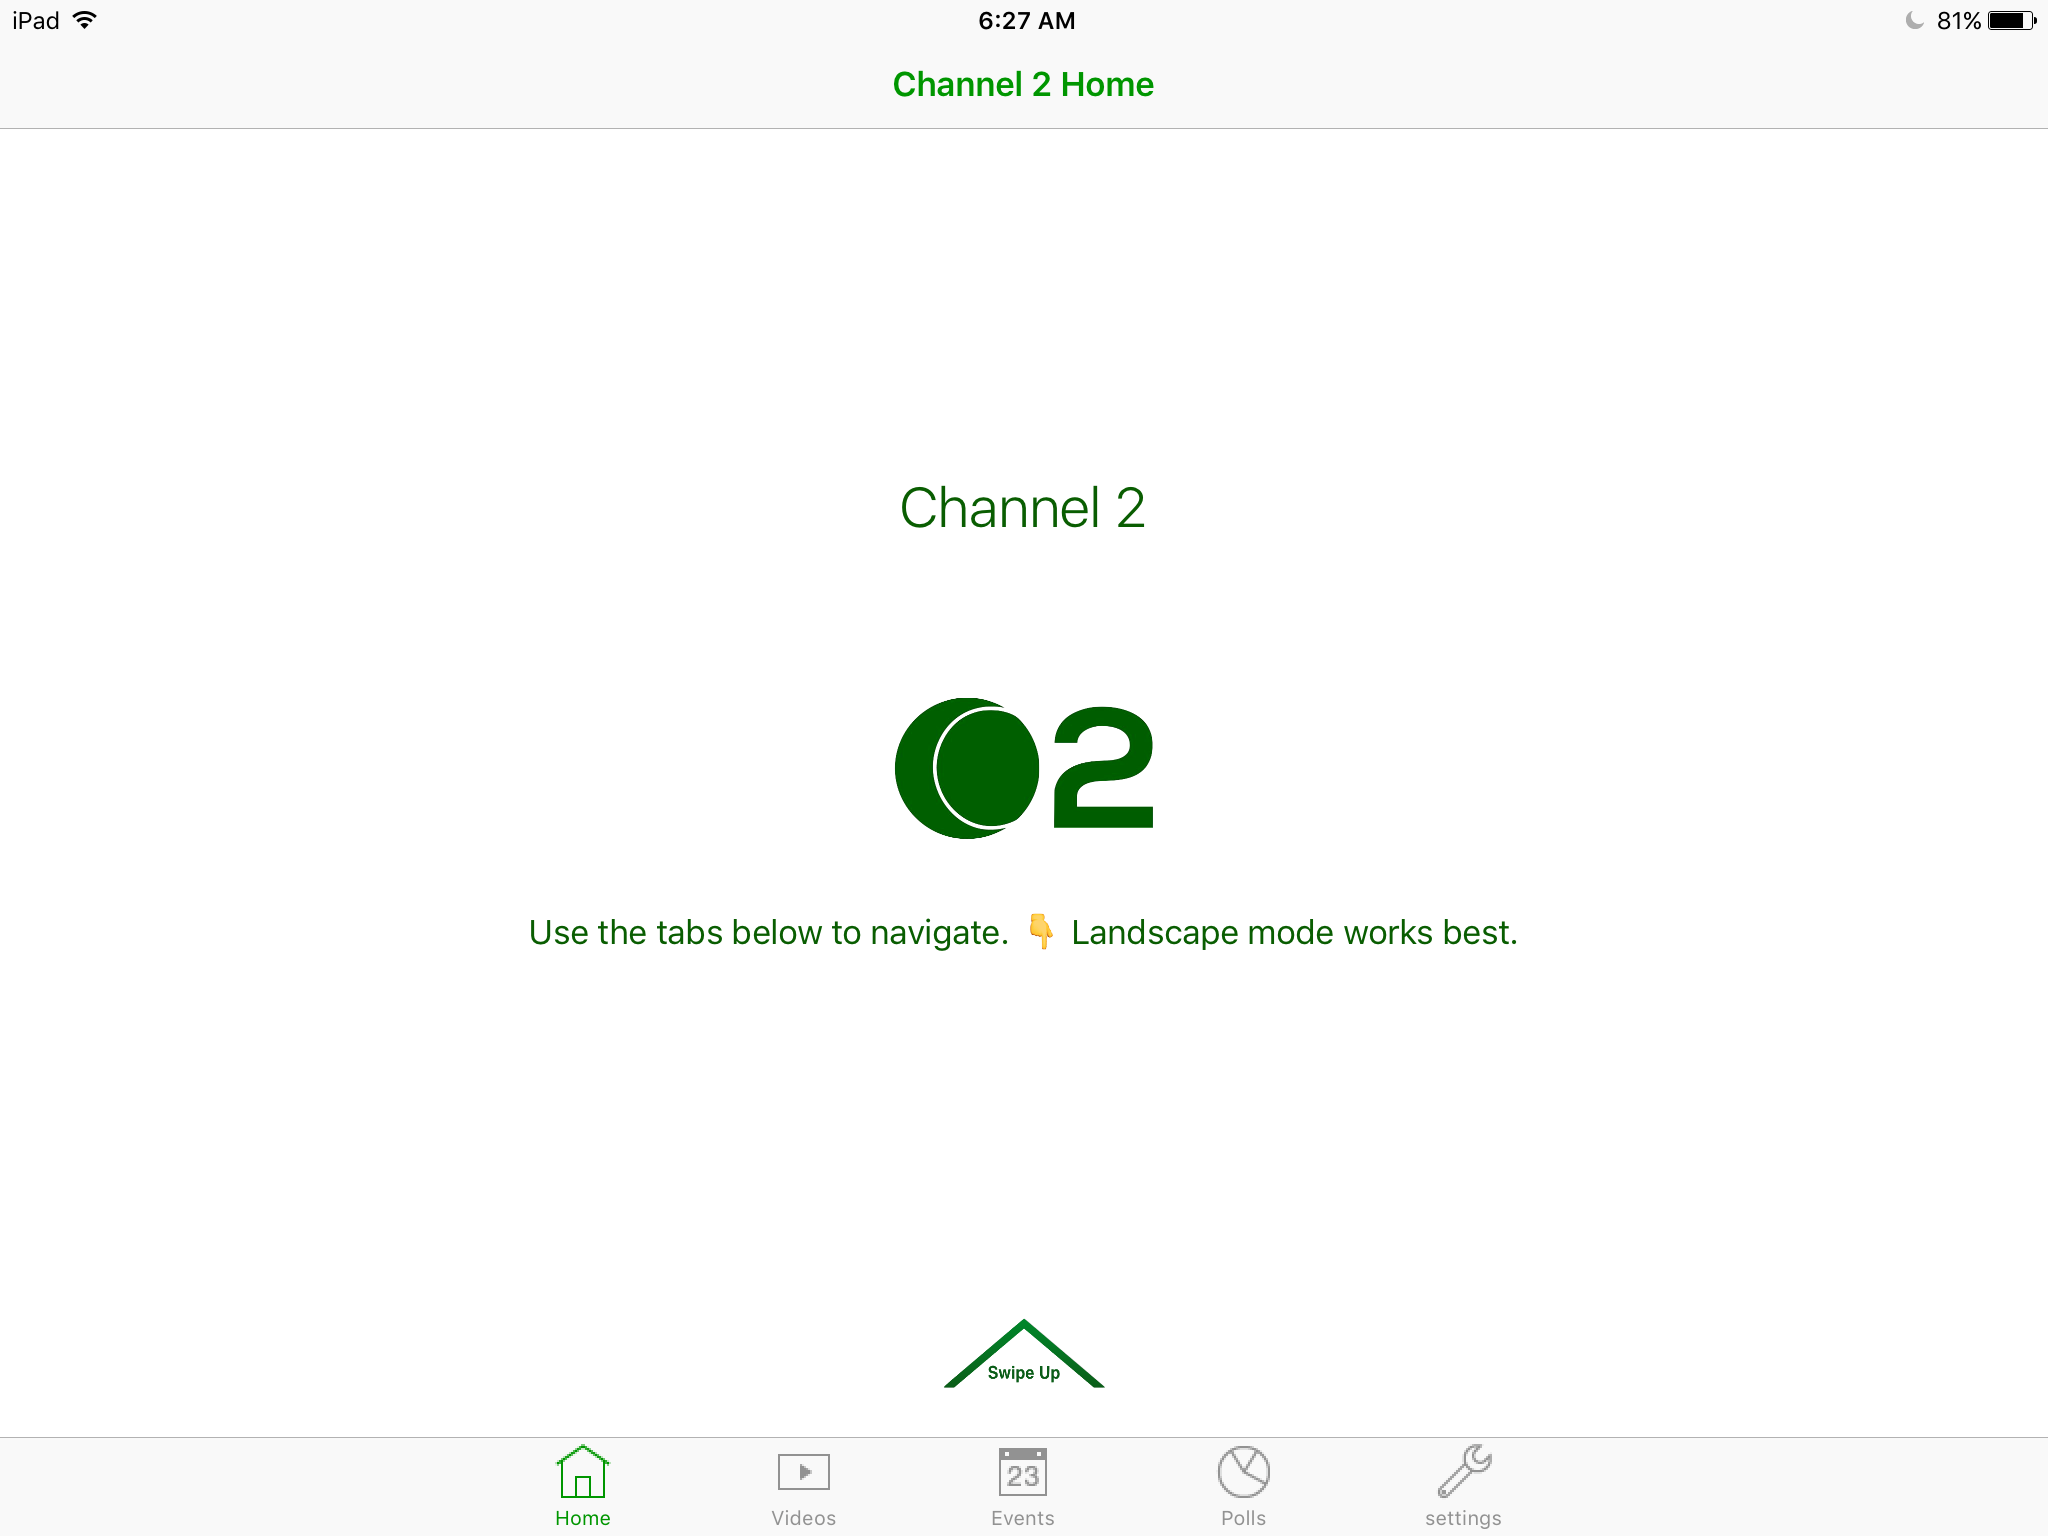 iPad 6:27 AM 81%
Channel 2 Home
Channel 2
2
Use the tabs below to navigate. 👇 Landscape mode works best.
Swipe Up
23
Home Videos Events Polls settings